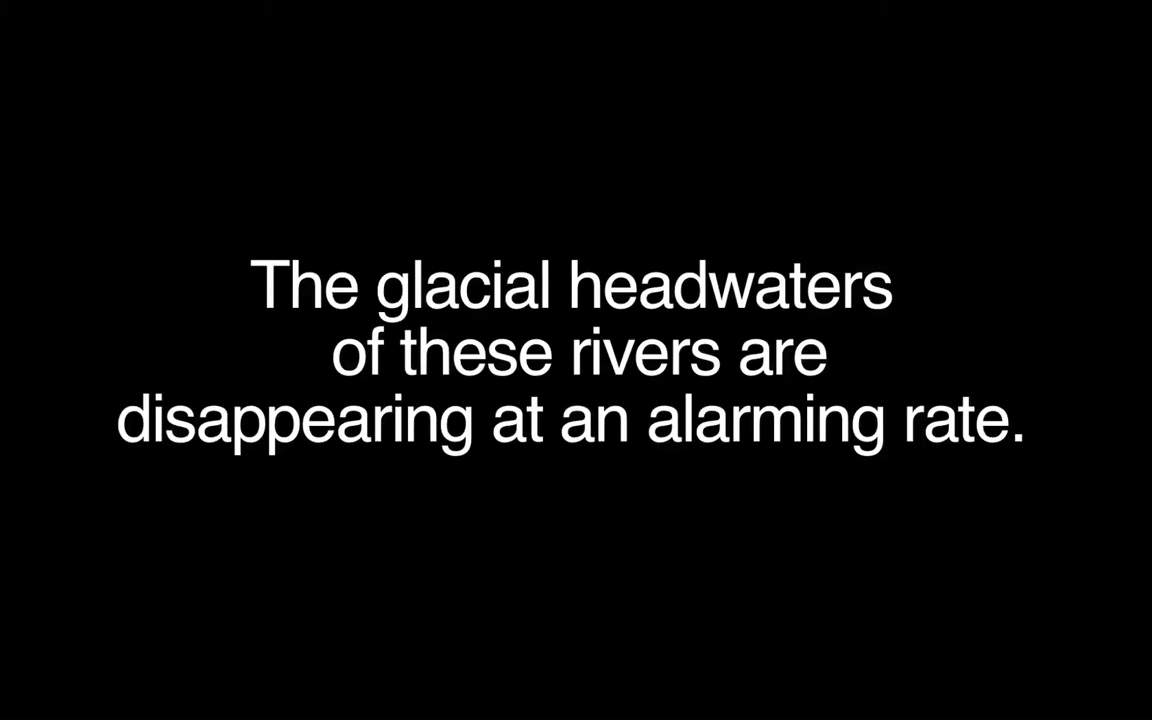 The glacial headwaters
of these rivers are
disappearing at an alarming rate.